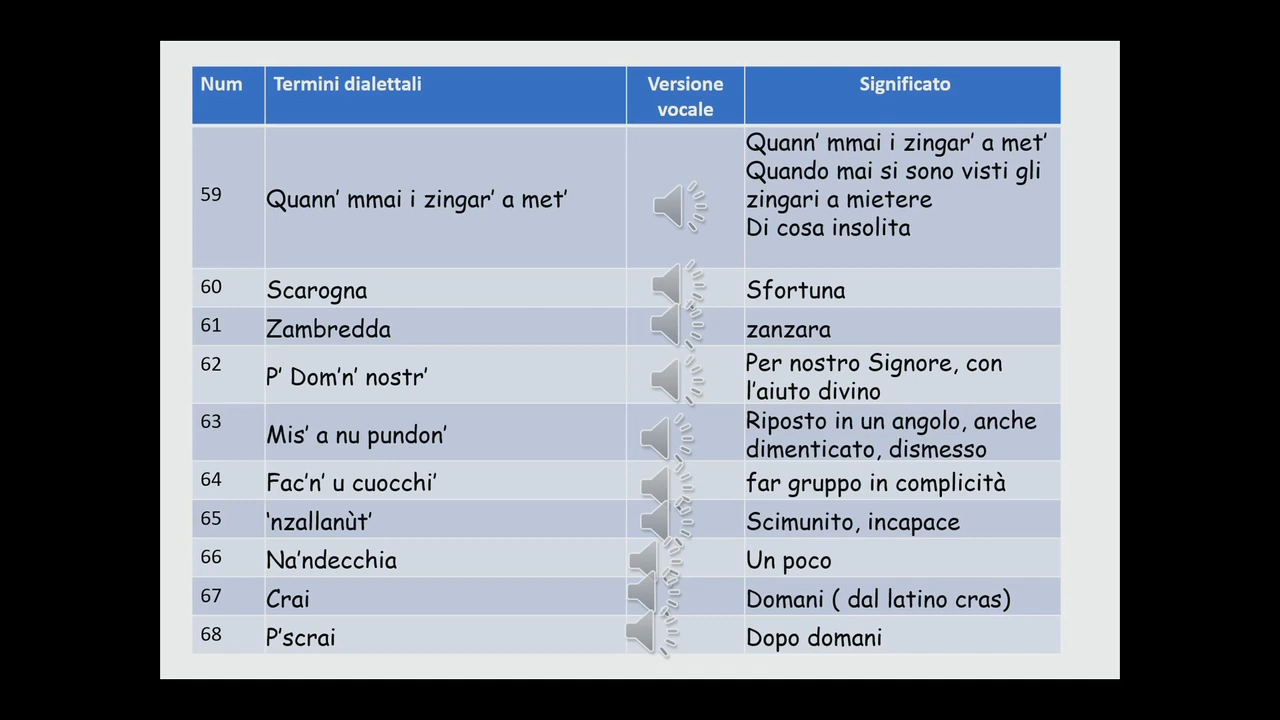 Num Termini dialettali Versione vocale Significato
59 Quann’ mmai i zingar’ a met’ Quann’ mmai i zingar’ a met’
Quando mai si sono visti gli
zingari a mietere
Di cosa insolita
60 Scarogna Sfortuna
61 Zambredda zanzara
62 P’ Dom’n’ nostr’ Per nostro Signore, con
l’aiuto divino
63 Mis’ a nu pundon’ Riposto in un angolo, anche
dimenticato, dismesso
64 Fac’n’ u cuocchi’ far gruppo in complicità
65 ‘nzallanùt’ Scimunito, incapace
66 Na’ndecchia Un poco
67 Crai Domani ( dal latino cras)
68 P’scrai Dopo domani